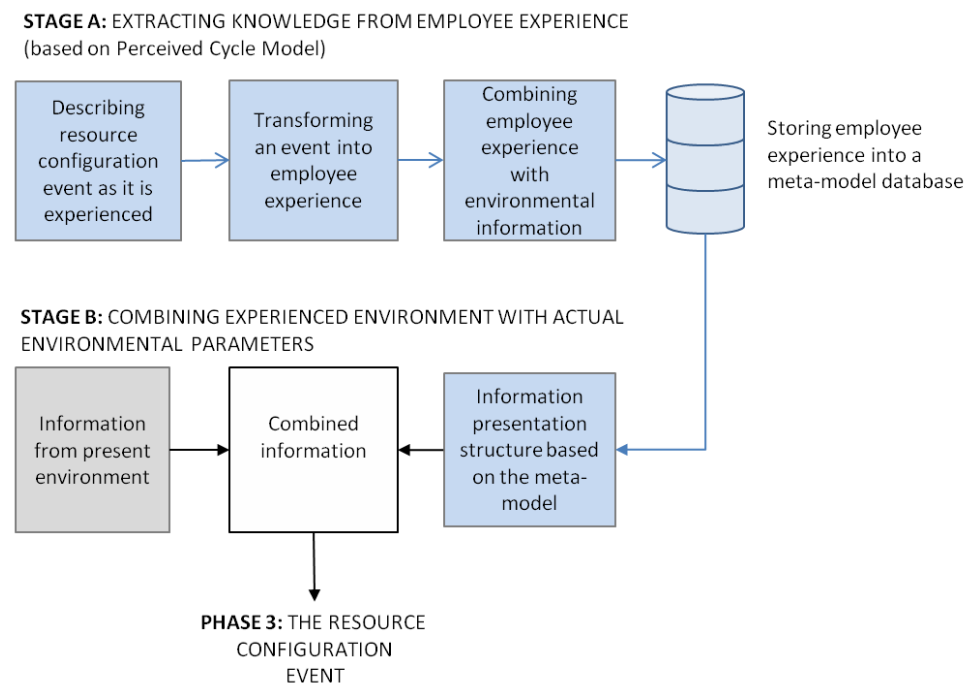 STAGE A: EXTRACTING KNOWLEDGE FROM EMPLOYEE EXPERIENCE
(based on Perceived Cycle Model)
Describing
resource
configuration
event as it is
experienced
Transforming
an event into
employee
experience
Combining
employee
experience
with
environmental
information
Storing employee
experience into a
meta-model database
STAGE B: COMBINING EXPERIENCED ENVIRONMENT WITH ACTUAL
ENVIRONMENTAL PARAMETERS
Information
from present
environment
Combined
information
Information
presentation
structure based
on the meta-
model
PHASE 3: THE RESOURCE
CONFIGURATION
EVENT